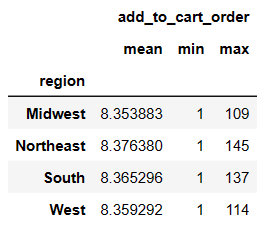 add_to_cart_order
mean min max
region
Midwest 8.353883 1 109
Northeast 8.376380 1 145
South 8.365296 1 137
West 8.359292 1 114